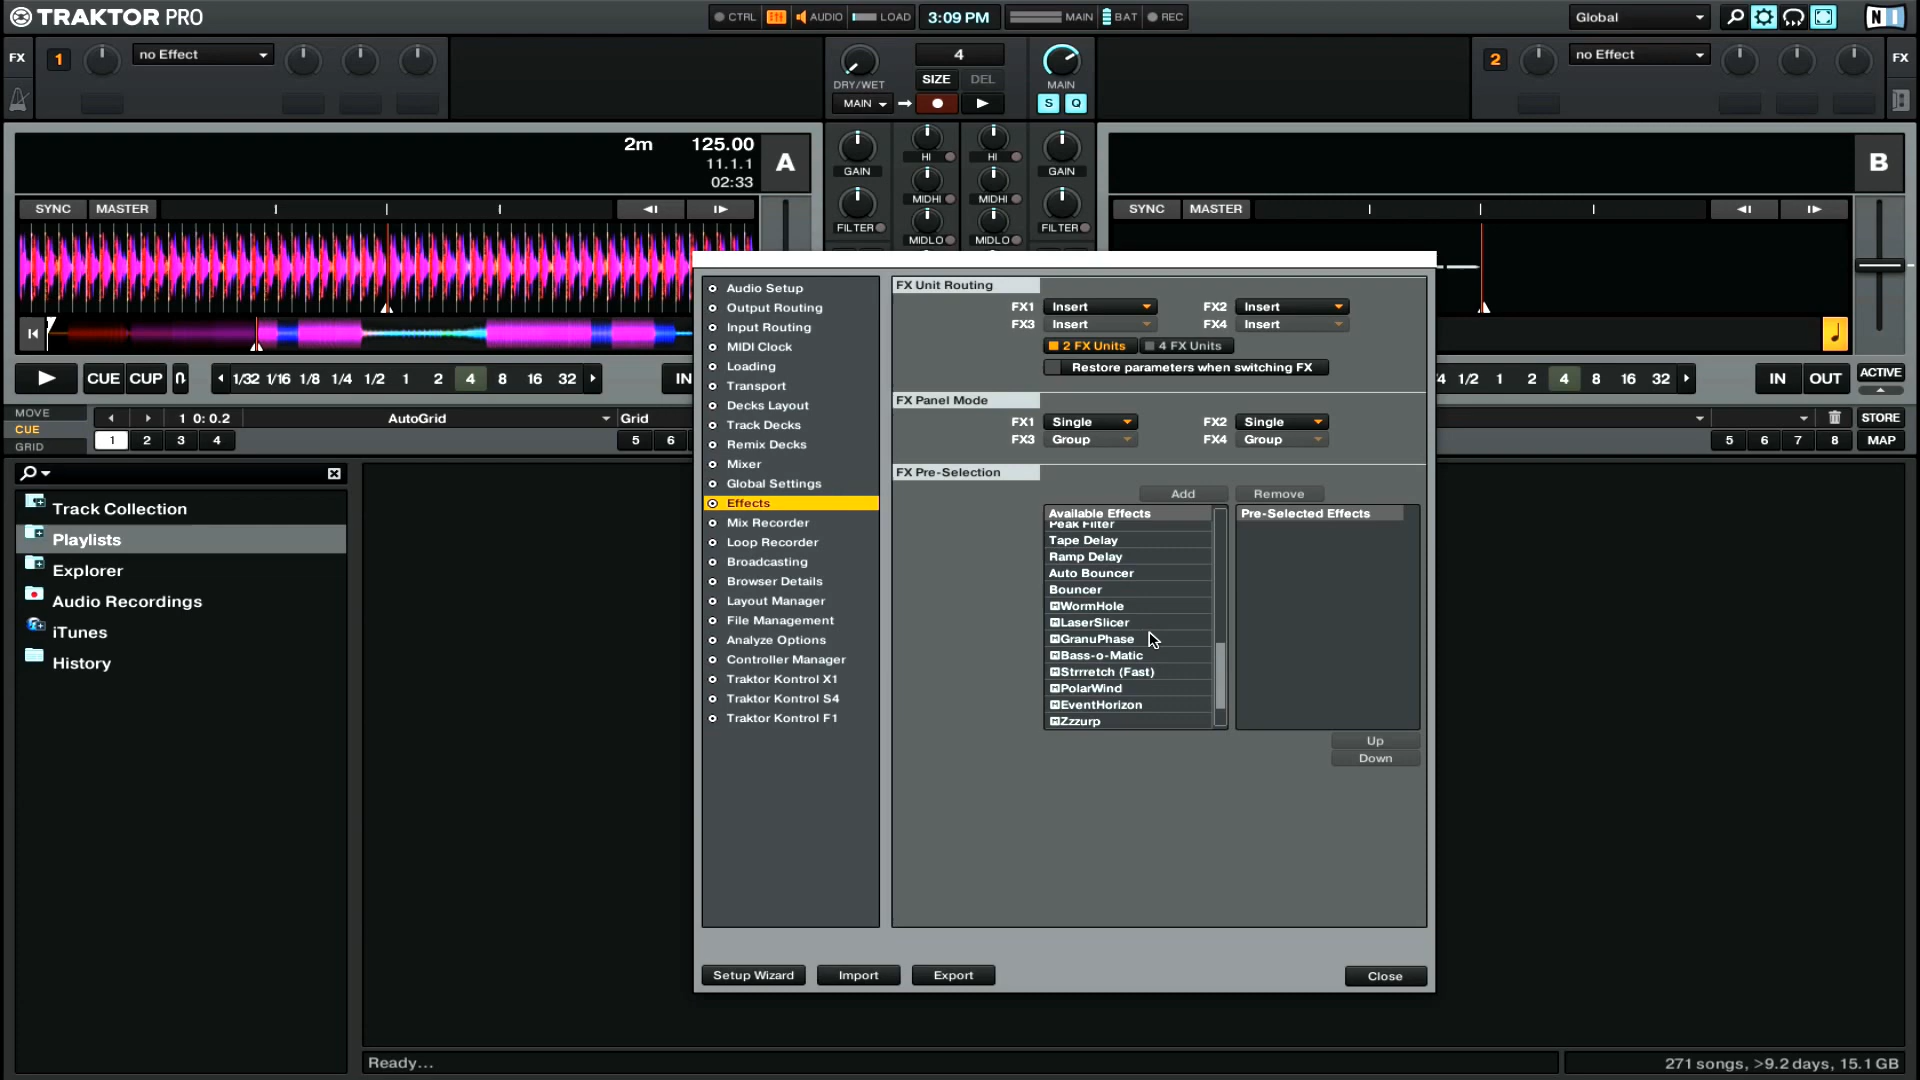 TRAKTOR PRO
CTRL AUDIO LOAD 3:09 PM MAIN BAT REC
Global
FX 1 no Effect
DRY/WET 4 SIZE DEL MAIN
MAIN S Q
2 no Effect FX
2m 125.00
11.1.1
02:33
A
GAIN HI HI GAIN
MIDHI MIDHI
FILTER MIDLO MIDLO FILTER
B
SYNC MASTER
SYNC MASTER
CUE CUP 1/32 1/16 1/8 1/4 1/2 1 2 4 8 16 32 IN
/4 1/2 1 2 4 8 16 32 IN OUT ACTIVE
MOVE
CUE
GRID
1 0: 0.2 AutoGrid Grid
1 2 3 4 5 6
STORE
5 6 7 8 MAP
Track Collection
Playlists
Explorer
Audio Recordings
iTunes
History
Audio Setup
Output Routing
Input Routing
MIDI Clock
Loading
Transport
Decks Layout
Track Decks
Remix Decks
Mixer
Global Settings
Effects
Mix Recorder
Loop Recorder
Broadcasting
Browser Details
Layout Manager
File Management
Analyze Options
Controller Manager
Traktor Kontrol X1
Traktor Kontrol S4
Traktor Kontrol F1
FX Unit Routing
FX1 Insert FX2 Insert
FX3 Insert FX4 Insert
2 FX Units 4 FX Units
Restore parameters when switching FX
FX Panel Mode
FX1 Single FX2 Single
FX3 Group FX4 Group
FX Pre-Selection
Add Remove
Available Effects Pre-Selected Effects
Peak Filter
Tape Delay
Ramp Delay
Auto Bouncer
Bouncer
WormHole
LaserSlicer
GranuPhase
Bass-o-Matic
Strrretch (Fast)
PolarWind
EventHorizon
Zzzurp
Up
Down
Setup Wizard Import Export Close
Ready...
271 songs, >9.2 days, 15.1 GB